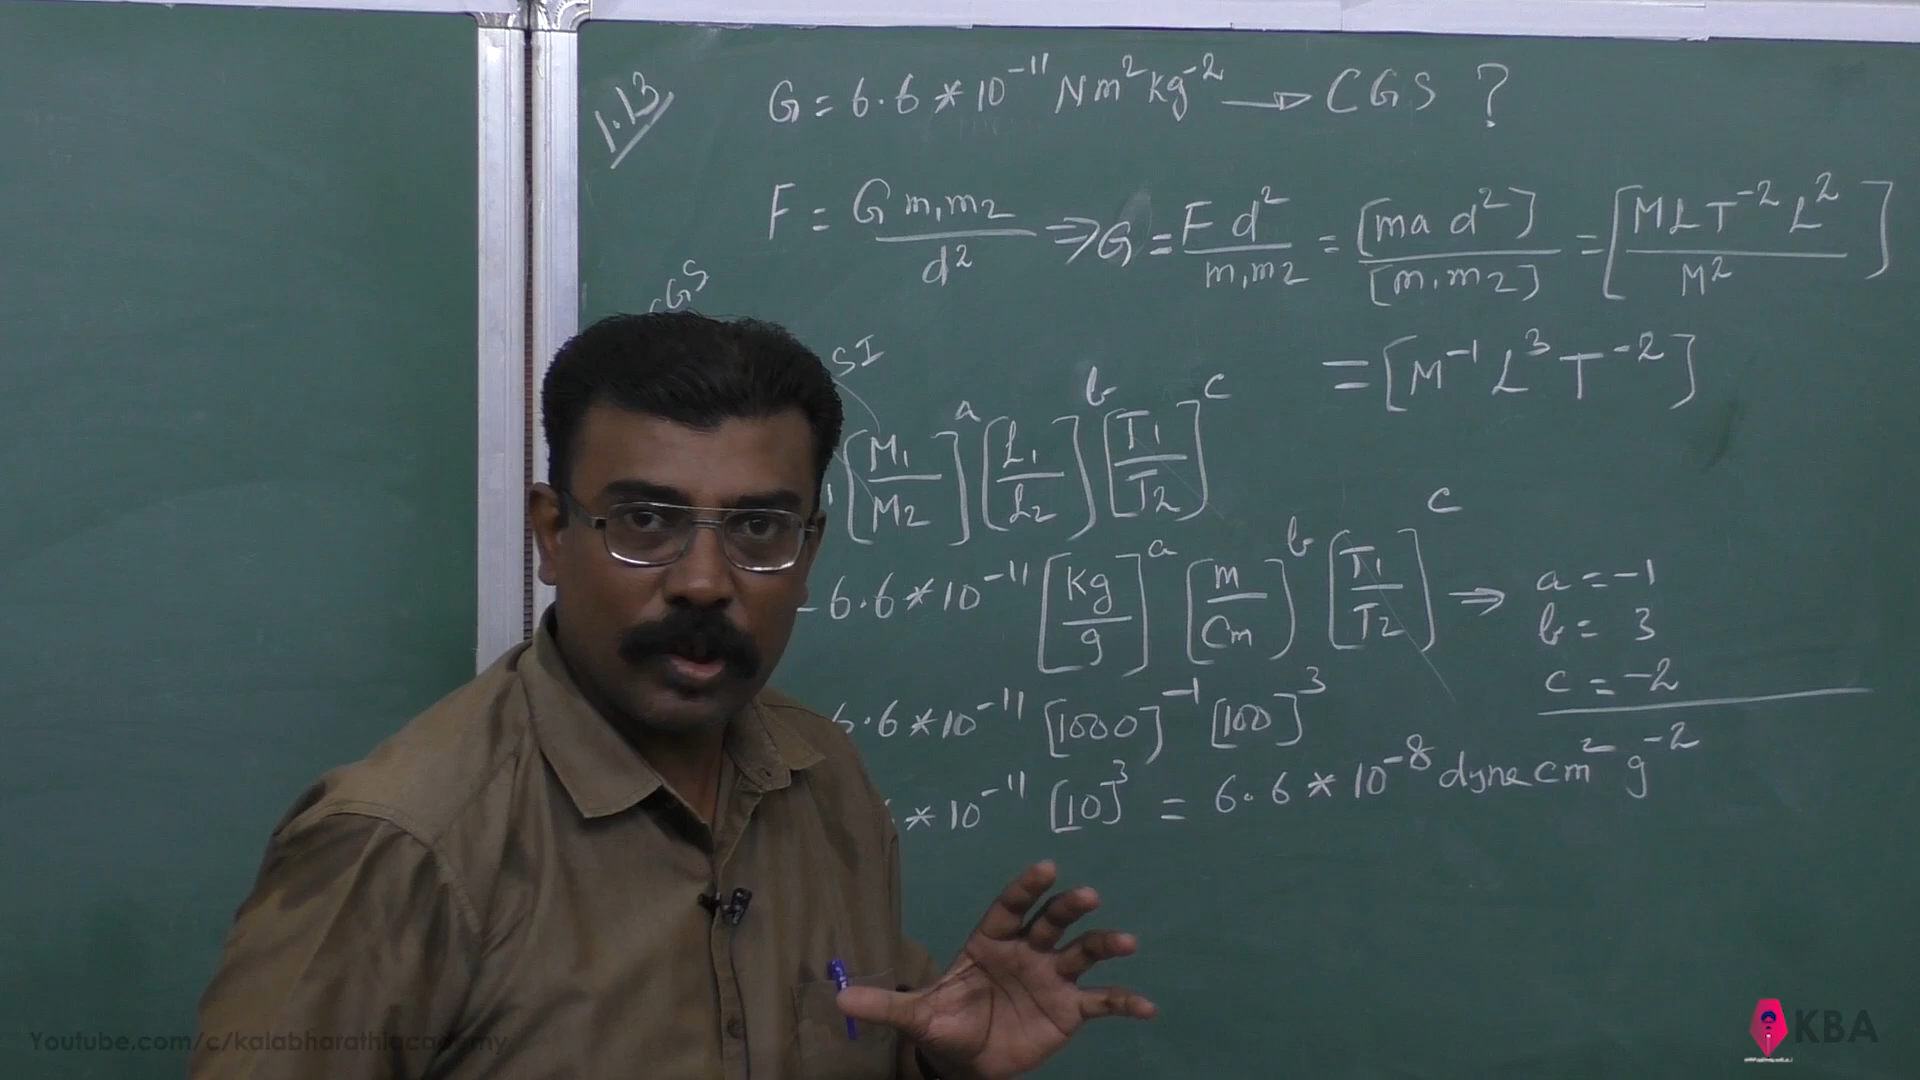 1.13
G = 6.6 * 10⁻¹¹ Nm² kg⁻² → CGS ?
F = G m₁m₂ / d² ⇒ G = F d² / m₁m₂ = [ma d²] / [m₁m₂] = [MLT⁻² L² / M²]
= [M⁻¹ L³ T⁻²]
CGS
SI
[M₁/M₂]ᵃ [L₁/L₂]ᵇ [T₁/T₂]ᶜ
6.6 * 10⁻¹¹ [Kg/g]ᵃ [m/Cm]ᵇ [T₁/T₂]ᶜ ⇒ a = -1
b = 3
c = -2
6.6 * 10⁻¹¹ [1000]⁻¹ [100]³
* 10⁻¹¹ [10]³ = 6.6 * 10⁻⁸ dyne cm² g⁻²
Youtube.com/c/kalabharathiacademy
KBA